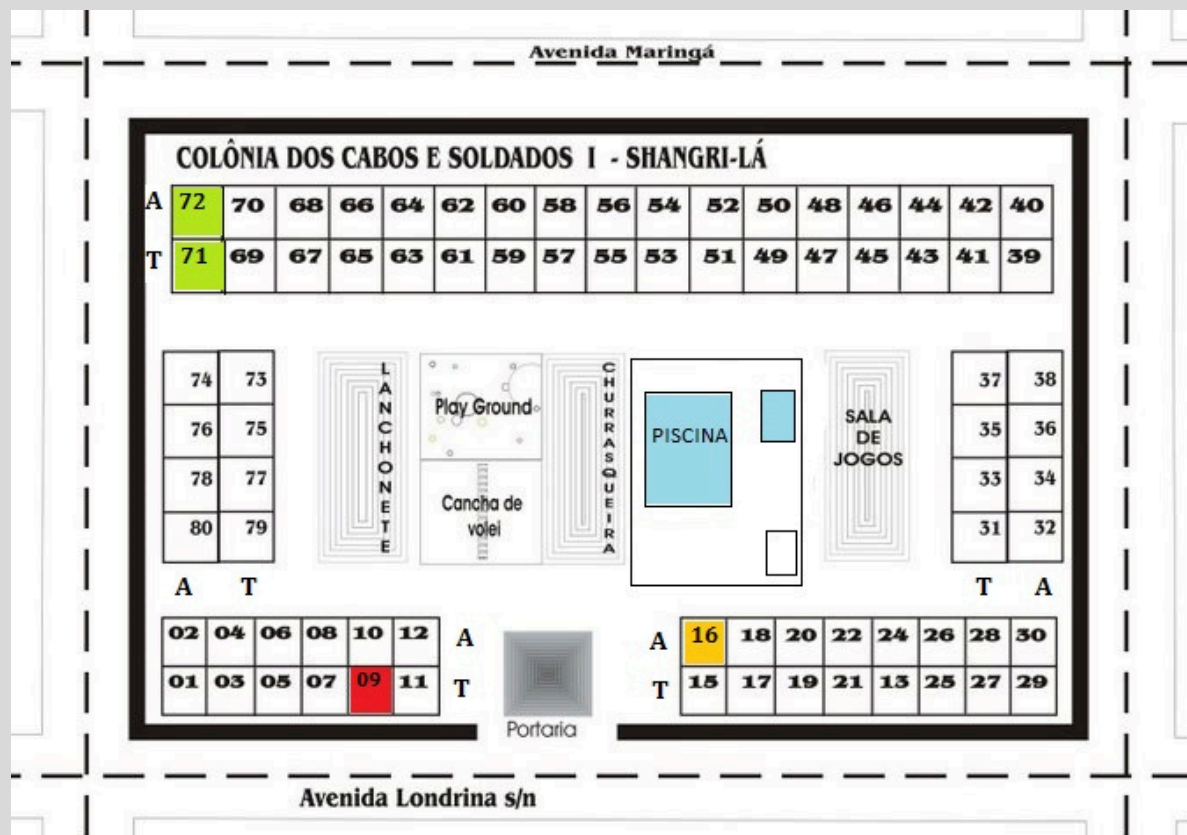 Avenida Maringá
COLÔNIA DOS CABOS E SOLDADOS I - SHANGRI-LÁ
A 72 70 68 66 64 62 60 58 56 54 52 50 48 46 44 42 40
T 71 69 67 65 63 61 59 57 55 53 51 49 47 45 43 41 39
74 73
76 75
78 77
80 79
A T
LANCHONETE
Play Ground
Cancha de
volei
CHURRASQUEIRA
PISCINA
SALA
DE
JOGOS
37 38
35 36
33 34
31 32
T A
02 04 06 08 10 12 A
01 03 05 07 09 11 T
Portaria
A 16 18 20 22 24 26 28 30
T 15 17 19 21 13 25 27 29
Avenida Londrina s/n